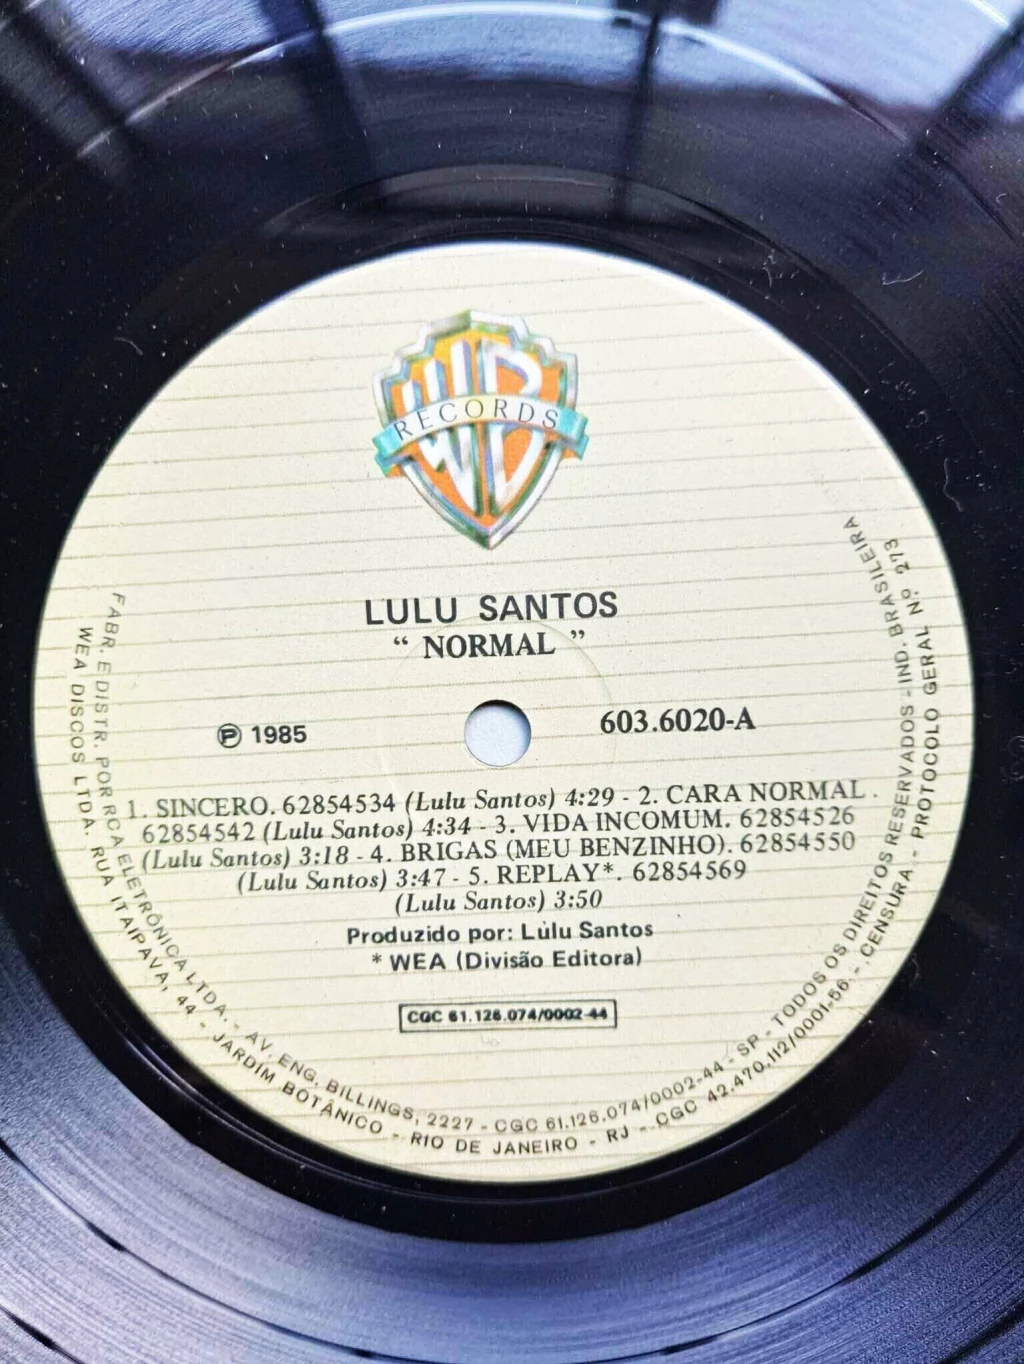 WB
RECORDS
LULU SANTOS
“ NORMAL ”
℗ 1985
603.6020-A
1. SINCERO. 62854534 (Lulu Santos) 4:29 - 2. CARA NORMAL.
62854542 (Lulu Santos) 4:34 - 3. VIDA INCOMUM. 62854526
(Lulu Santos) 3:18 - 4. BRIGAS (MEU BENZINHO). 62854550
(Lulu Santos) 3:47 - 5. REPLAY*. 62854569
(Lulu Santos) 3:50
Produzido por: Lulu Santos
* WEA (Divisão Editora)
CGC 61.126.074/0002-44
FABR. E DISTR. POR RCA ELETRÔNICA LTDA. - AV. ENG. BILLINGS, 2227 - CGC 61.126.074/0002-44 - SP - TODOS OS DIREITOS RESERVADOS - IND. BRASILEIRA
WEA DISCOS LTDA. RUA ITAIPAVA, 44 - JARDIM BOTÂNICO - RIO DE JANEIRO - RJ - CGC 42.470.112/0001-56 - CENSURA - PROTOCOLO GERAL Nº 273